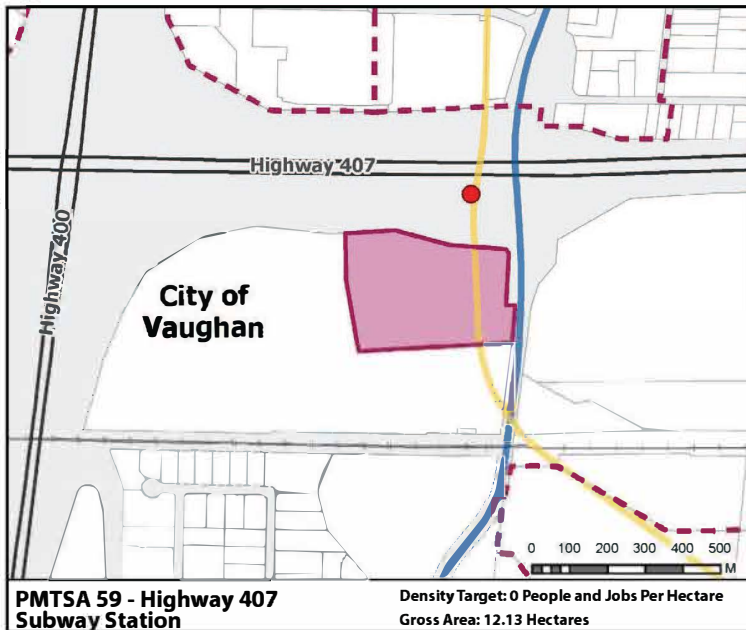 Highway 407
Highway 400
City of
Vaughan
0 100 200 300 400 500
M
PMTSA 59 - Highway 407
Subway Station
Density Target: 0 People and Jobs Per Hectare
Gross Area: 12.13 Hectares